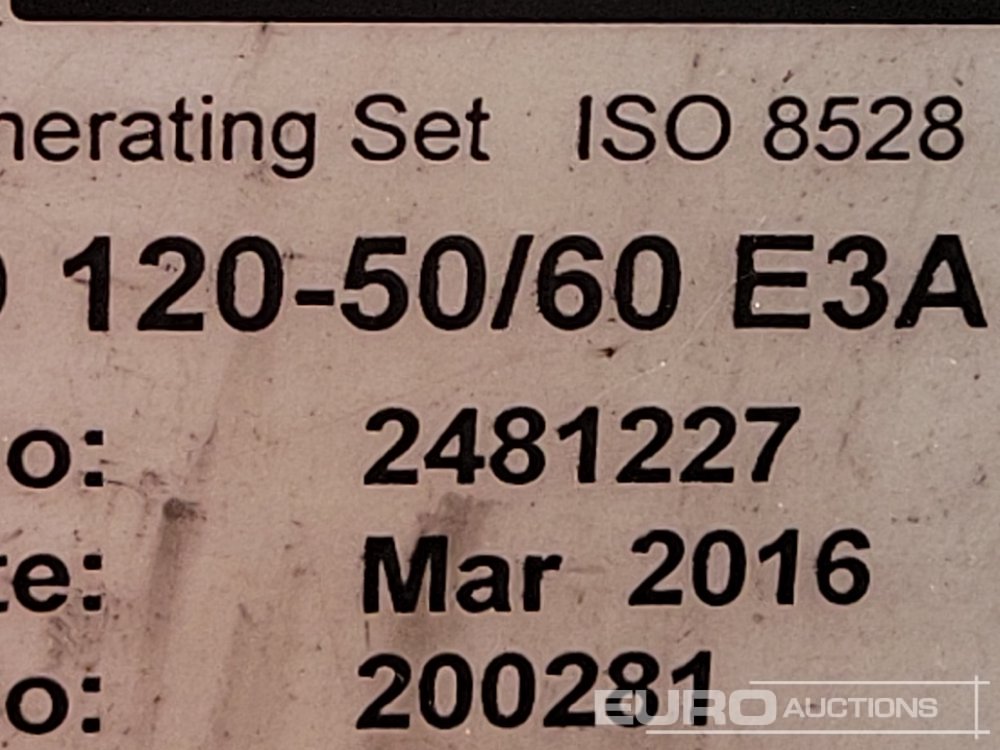 nerating Set ISO 8528
120-50/60 E3A
o: 2481227
te: Mar 2016
o: 200281
EURO AUCTIONS